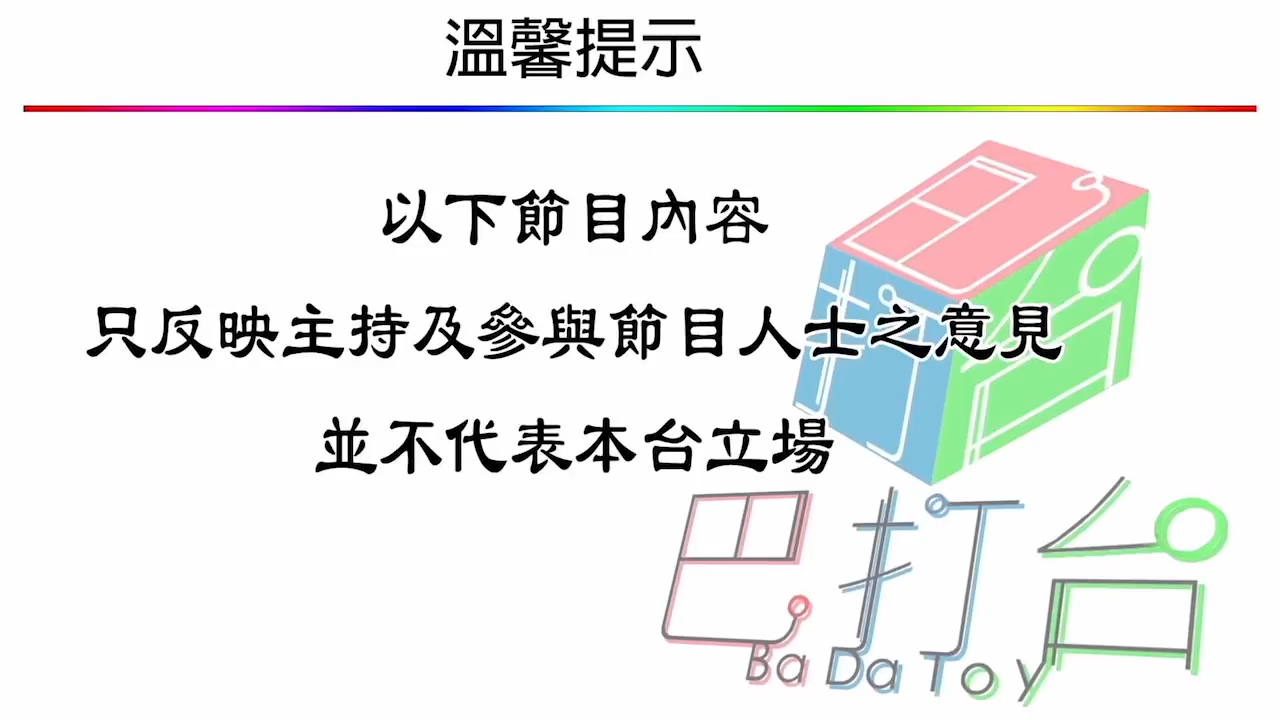 溫馨提示
以下節目內容
只反映主持及參與節目人士之意見
並不代表本台立場
巴打台
BaDaToy